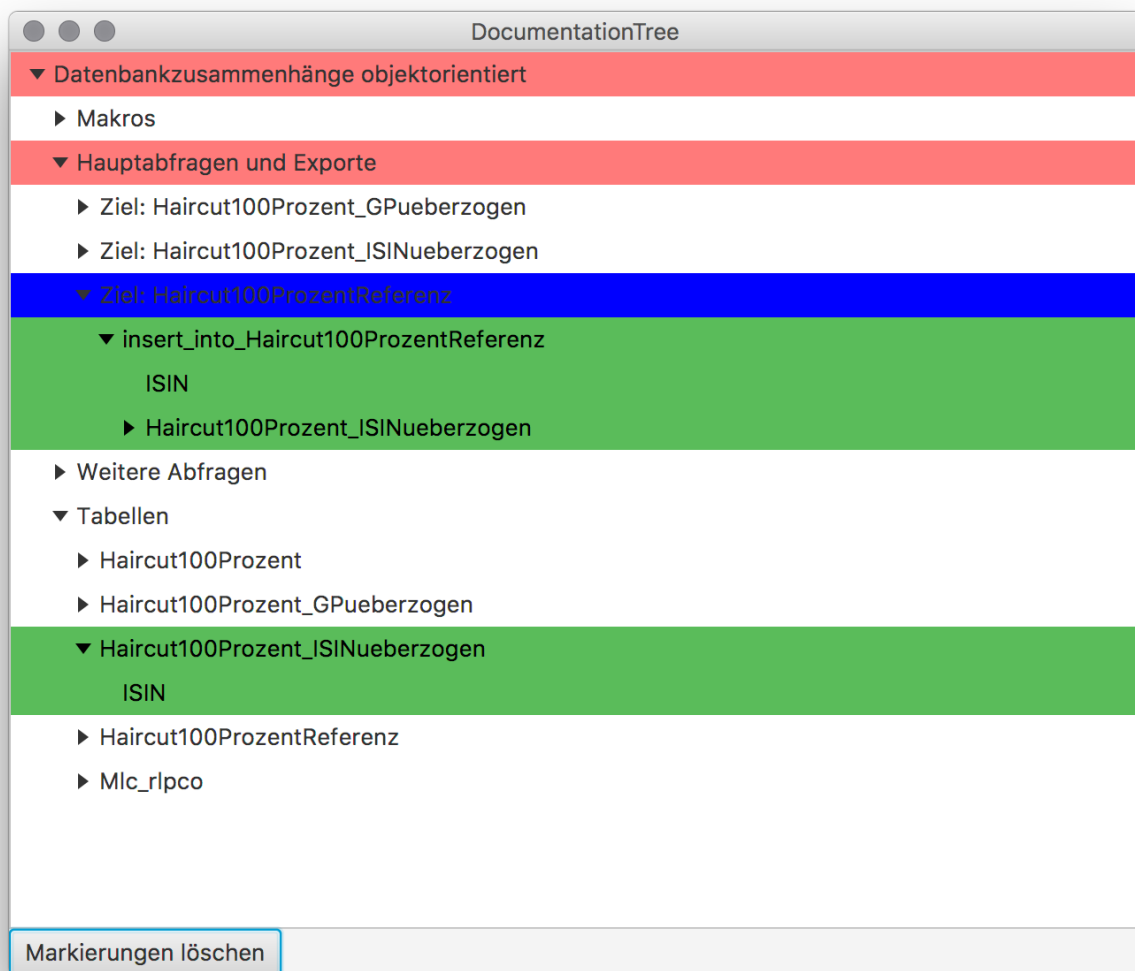 DocumentationTree
Datenbankzusammenhänge objektorientiert
Makros
Hauptabfragen und Exporte
Ziel: Haircut100Prozent_GPueberzogen
Ziel: Haircut100Prozent_ISINueberzogen
Ziel: Haircut100ProzentReferenz
insert_into_Haircut100ProzentReferenz
ISIN
Haircut100Prozent_ISINueberzogen
Weitere Abfragen
Tabellen
Haircut100Prozent
Haircut100Prozent_GPueberzogen
Haircut100Prozent_ISINueberzogen
ISIN
Haircut100ProzentReferenz
Mlc_rlpco
Markierungen löschen